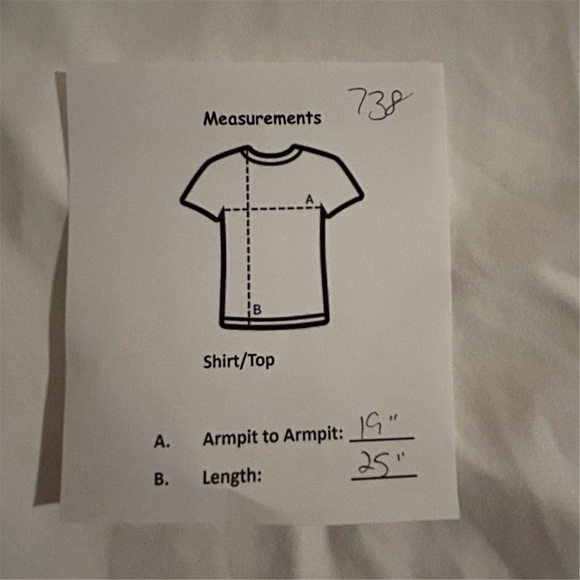 738
Measurements
A
B
Shirt/Top
A. Armpit to Armpit: 19"
B. Length: 25"